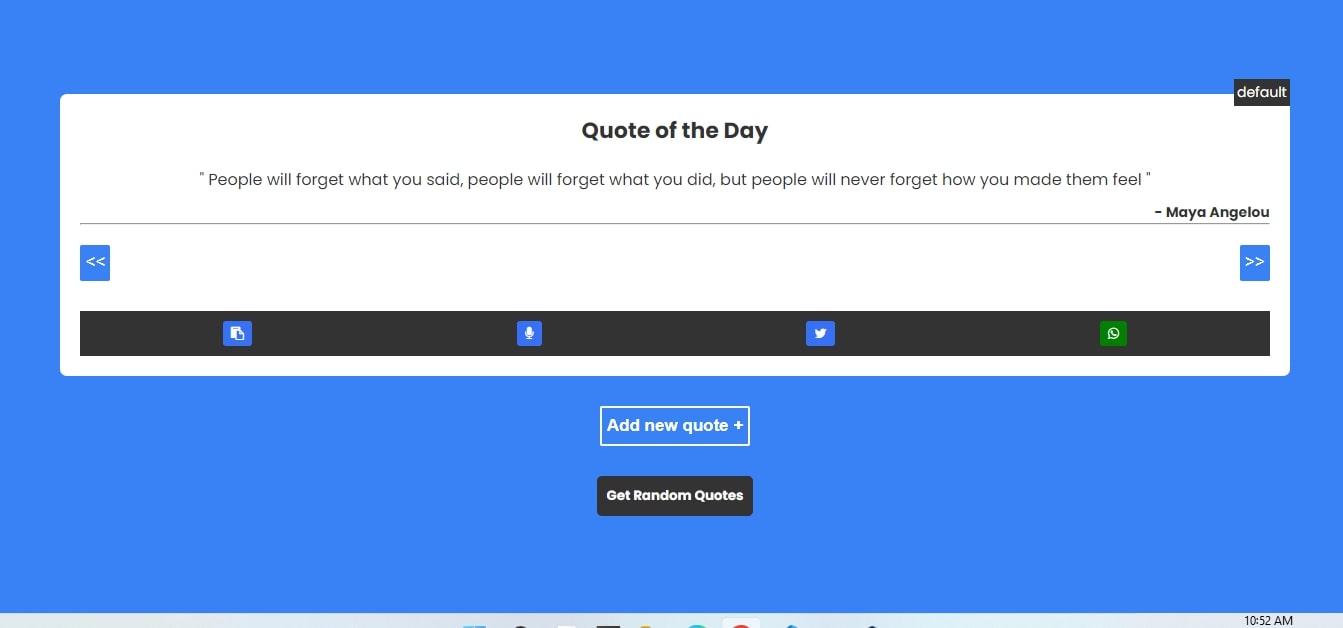 default
Quote of the Day
" People will forget what you said, people will forget what you did, but people will never forget how you made them feel "
- Maya Angelou
<< >>
Add new quote +
Get Random Quotes
10:52 AM